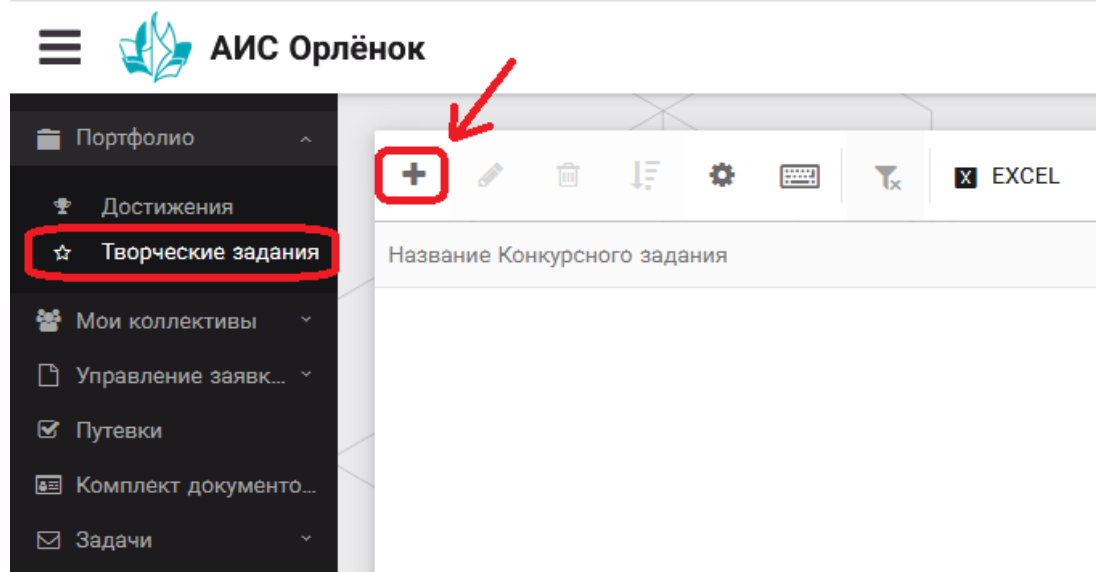 АИС Орлёнок
Портфолио
Достижения
Творческие задания
Мои коллективы
Управление заявк...
Путевки
Комплект документо...
Задачи
X EXCEL
Название Конкурсного задания